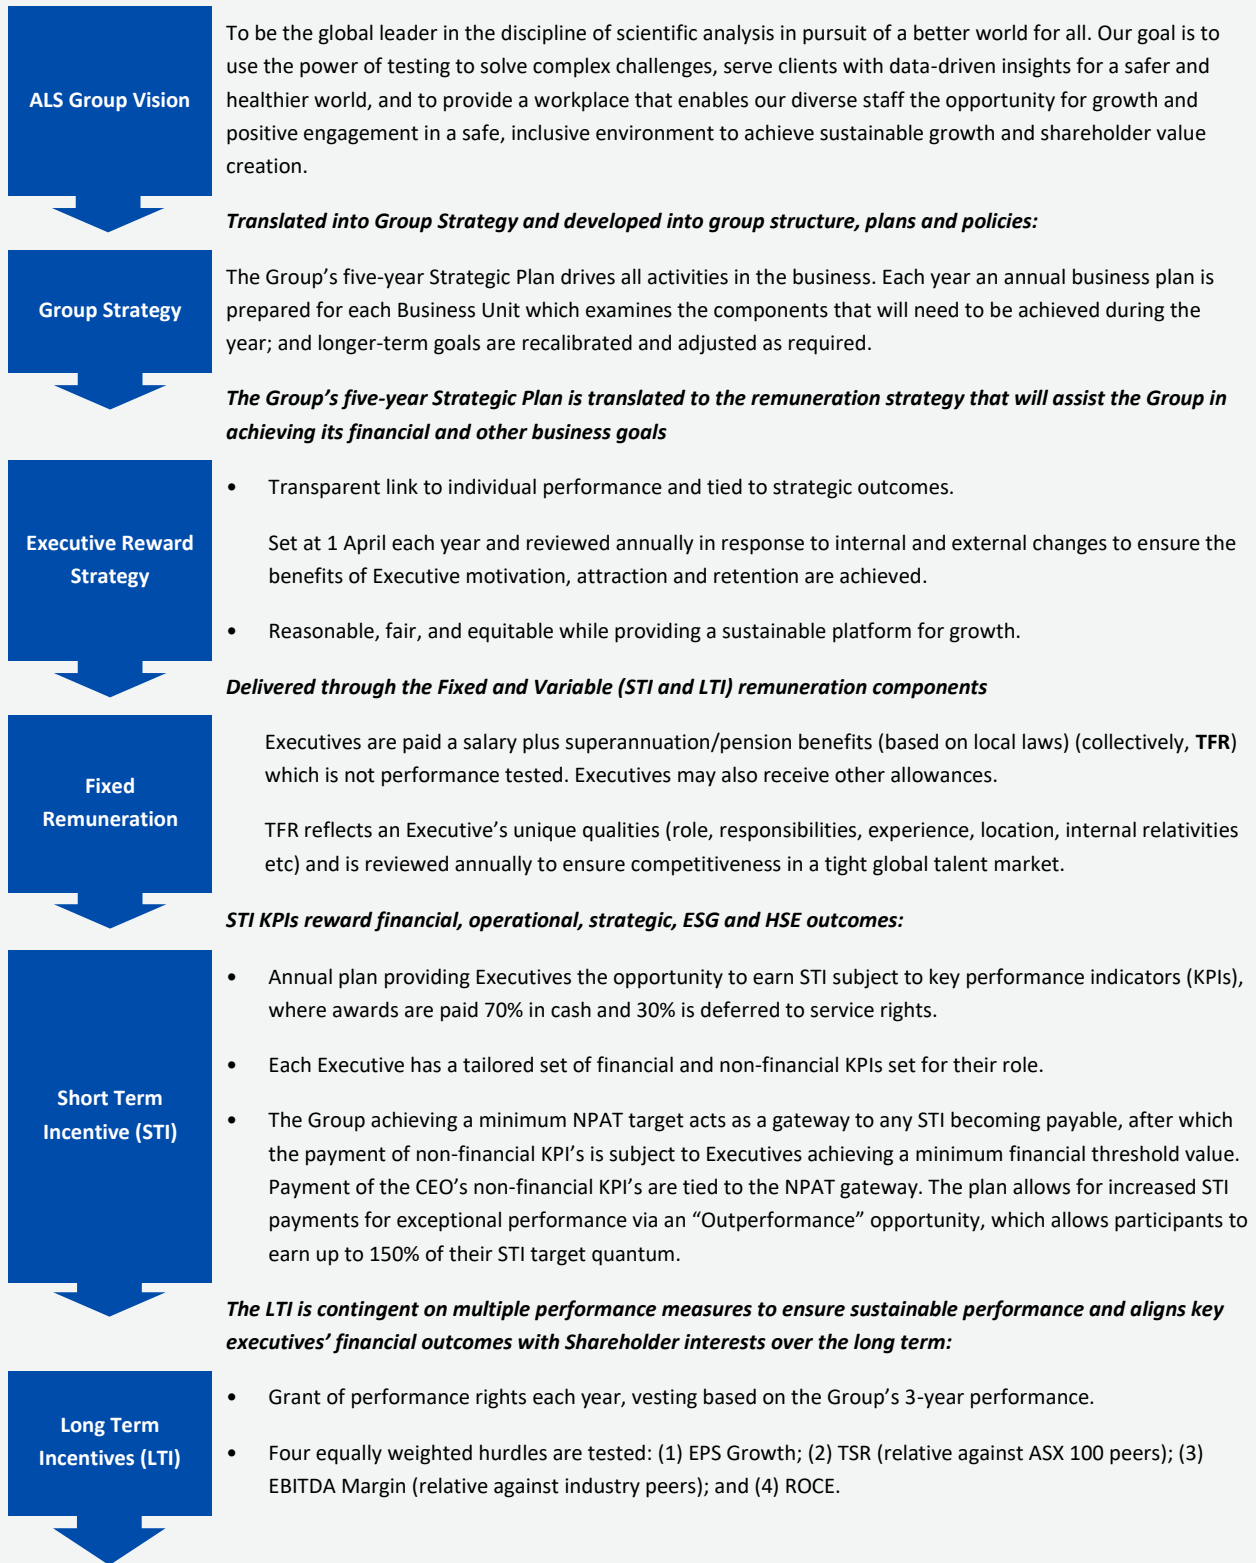 ALS Group Vision
To be the global leader in the discipline of scientific analysis in pursuit of a better world for all. Our goal is to
use the power of testing to solve complex challenges, serve clients with data-driven insights for a safer and
healthier world, and to provide a workplace that enables our diverse staff the opportunity for growth and
positive engagement in a safe, inclusive environment to achieve sustainable growth and shareholder value
creation.
Translated into Group Strategy and developed into group structure, plans and policies:
Group Strategy
The Group’s five-year Strategic Plan drives all activities in the business. Each year an annual business plan is
prepared for each Business Unit which examines the components that will need to be achieved during the
year; and longer-term goals are recalibrated and adjusted as required.
The Group’s five-year Strategic Plan is translated to the remuneration strategy that will assist the Group in
achieving its financial and other business goals
Executive Reward
Strategy
• Transparent link to individual performance and tied to strategic outcomes.
Set at 1 April each year and reviewed annually in response to internal and external changes to ensure the
benefits of Executive motivation, attraction and retention are achieved.
• Reasonable, fair, and equitable while providing a sustainable platform for growth.
Delivered through the Fixed and Variable (STI and LTI) remuneration components
Fixed
Remuneration
Executives are paid a salary plus superannuation/pension benefits (based on local laws) (collectively, TFR)
which is not performance tested. Executives may also receive other allowances.
TFR reflects an Executive’s unique qualities (role, responsibilities, experience, location, internal relativities
etc) and is reviewed annually to ensure competitiveness in a tight global talent market.
STI KPIs reward financial, operational, strategic, ESG and HSE outcomes:
Short Term
Incentive (STI)
• Annual plan providing Executives the opportunity to earn STI subject to key performance indicators (KPIs),
where awards are paid 70% in cash and 30% is deferred to service rights.
• Each Executive has a tailored set of financial and non-financial KPIs set for their role.
• The Group achieving a minimum NPAT target acts as a gateway to any STI becoming payable, after which
the payment of non-financial KPI’s is subject to Executives achieving a minimum financial threshold value.
Payment of the CEO’s non-financial KPI’s are tied to the NPAT gateway. The plan allows for increased STI
payments for exceptional performance via an “Outperformance” opportunity, which allows participants to
earn up to 150% of their STI target quantum.
The LTI is contingent on multiple performance measures to ensure sustainable performance and aligns key
executives’ financial outcomes with Shareholder interests over the long term:
Long Term
Incentives (LTI)
• Grant of performance rights each year, vesting based on the Group’s 3-year performance.
• Four equally weighted hurdles are tested: (1) EPS Growth; (2) TSR (relative against ASX 100 peers); (3)
EBITDA Margin (relative against industry peers); and (4) ROCE.